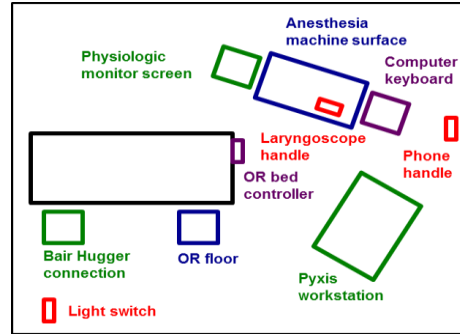 Anesthesia
machine surface
Physiologic
monitor screen
Computer
keyboard
Laryngoscope
handle
Phone
handle
OR bed
controller
Bair Hugger
connection
OR floor
Pyxis
workstation
Light switch